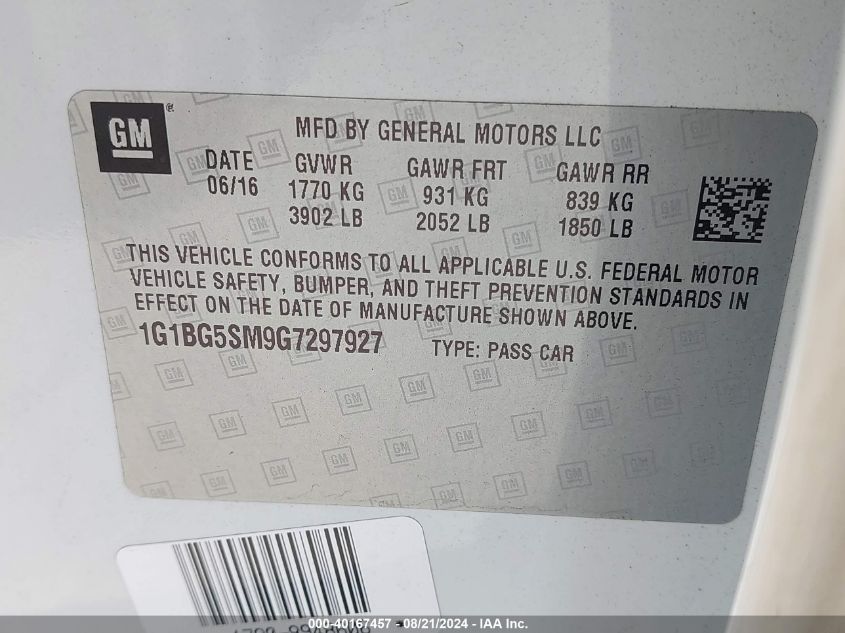 GM
MFD BY GENERAL MOTORS LLC
DATE GVWR GAWR FRT GAWR RR
06/16 1770 KG 931 KG 839 KG
3902 LB 2052 LB 1850 LB
THIS VEHICLE CONFORMS TO ALL APPLICABLE U.S. FEDERAL MOTOR
VEHICLE SAFETY, BUMPER, AND THEFT PREVENTION STANDARDS IN
EFFECT ON THE DATE OF MANUFACTURE SHOWN ABOVE.
1G1BG5SM9G7297927 TYPE: PASS CAR
000-40167457 - 08/21/2024 - IAA, Inc.